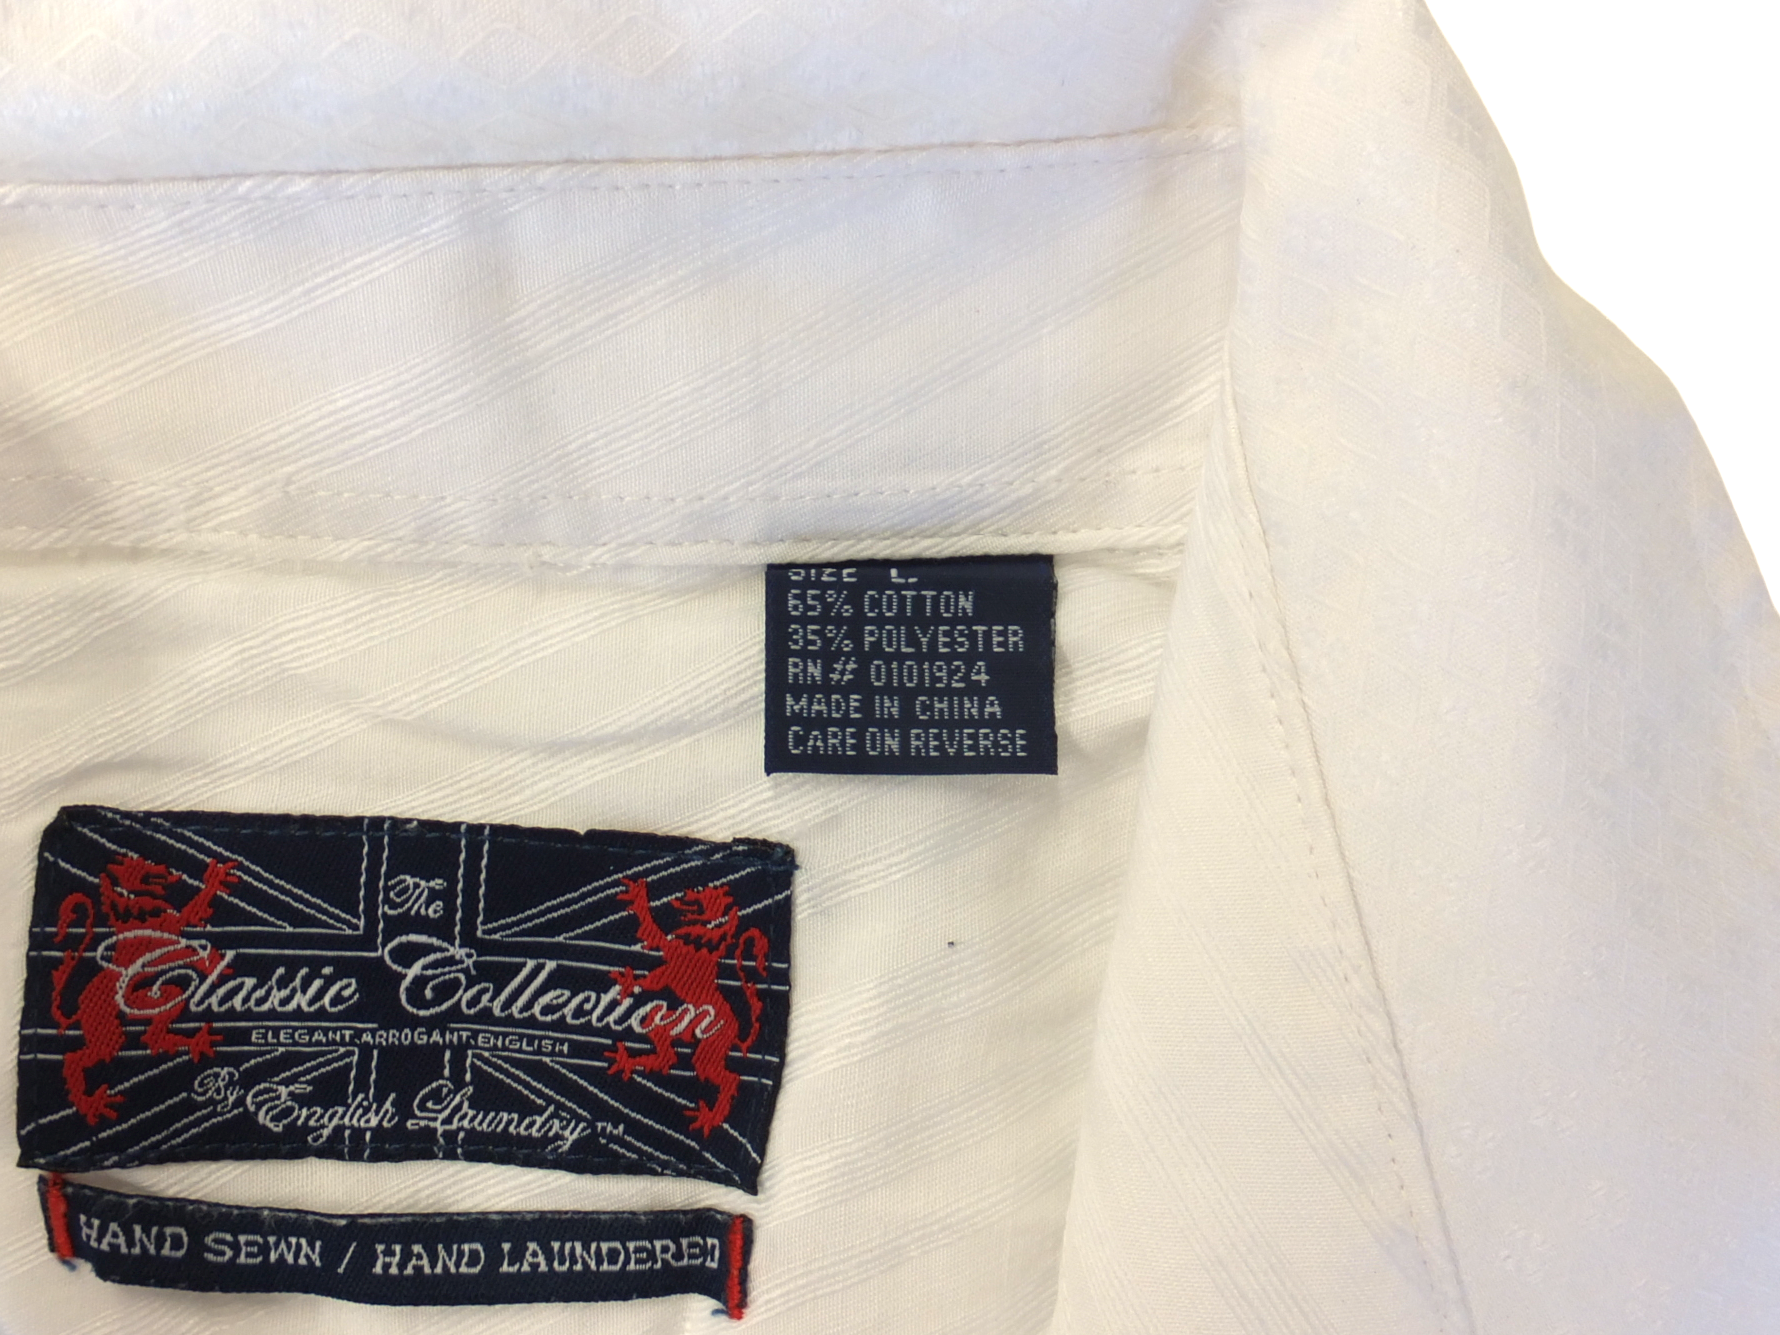 SIZE L.
65% COTTON
35% POLYESTER
RN# 0101924
MADE IN CHINA
CARE ON REVERSE
The
Classic Collection
ELEGANT.ARROGANT.ENGLISH
By English Laundry™
HAND SEWN / HAND LAUNDERED